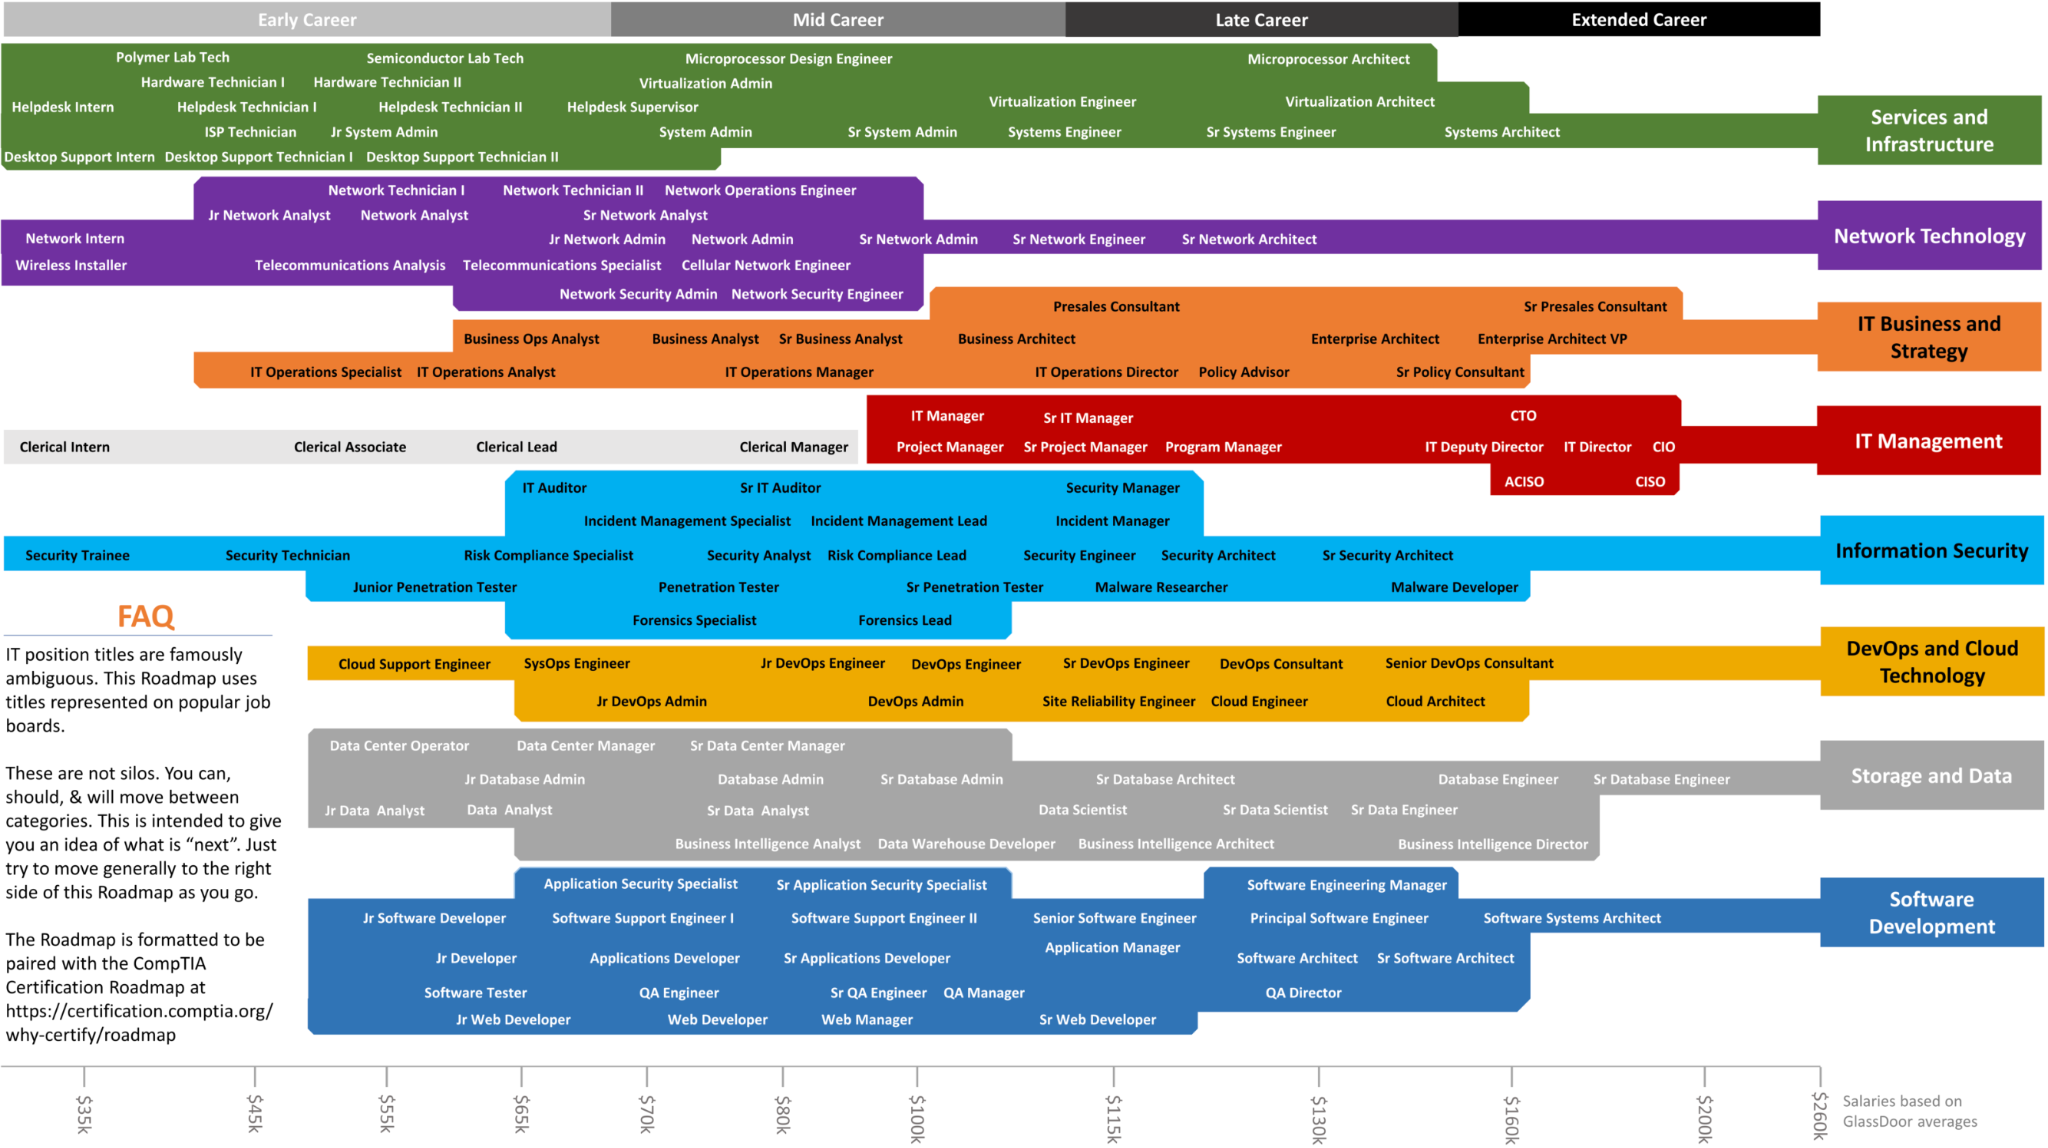 Early Career
Mid Career
Late Career
Extended Career
Polymer Lab Tech
Semiconductor Lab Tech
Microprocessor Design Engineer
Microprocessor Architect
Hardware Technician I
Hardware Technician II
Virtualization Admin
Helpdesk Intern
Helpdesk Technician I
Helpdesk Technician II
Helpdesk Supervisor
Virtualization Engineer
Virtualization Architect
ISP Technician
Jr System Admin
System Admin
Sr System Admin
Systems Engineer
Sr Systems Engineer
Systems Architect
Desktop Support Intern
Desktop Support Technician I
Desktop Support Technician II
Services and
Infrastructure
Network Technician I
Network Technician II
Network Operations Engineer
Jr Network Analyst
Network Analyst
Sr Network Analyst
Network Intern
Jr Network Admin
Network Admin
Sr Network Admin
Sr Network Engineer
Sr Network Architect
Wireless Installer
Telecommunications Analysis
Telecommunications Specialist
Cellular Network Engineer
Network Security Admin
Network Security Engineer
Network Technology
Presales Consultant
Sr Presales Consultant
Business Ops Analyst
Business Analyst
Sr Business Analyst
Business Architect
Enterprise Architect
Enterprise Architect VP
IT Operations Specialist
IT Operations Analyst
IT Operations Manager
IT Operations Director
Policy Advisor
Sr Policy Consultant
IT Business and
Strategy
IT Manager
Sr IT Manager
CTO
Clerical Intern
Clerical Associate
Clerical Lead
Clerical Manager
Project Manager
Sr Project Manager
Program Manager
IT Deputy Director
IT Director
CIO
ACISO
CISO
IT Management
IT Auditor
Sr IT Auditor
Security Manager
Incident Management Specialist
Incident Management Lead
Incident Manager
Security Trainee
Security Technician
Risk Compliance Specialist
Security Analyst
Risk Compliance Lead
Security Engineer
Security Architect
Sr Security Architect
Junior Penetration Tester
Penetration Tester
Sr Penetration Tester
Malware Researcher
Malware Developer
Forensics Specialist
Forensics Lead
Information Security
Cloud Support Engineer
SysOps Engineer
Jr DevOps Engineer
DevOps Engineer
Sr DevOps Engineer
DevOps Consultant
Senior DevOps Consultant
Jr DevOps Admin
DevOps Admin
Site Reliability Engineer
Cloud Engineer
Cloud Architect
DevOps and Cloud
Technology
Data Center Operator
Data Center Manager
Sr Data Center Manager
Jr Database Admin
Database Admin
Sr Database Admin
Sr Database Architect
Database Engineer
Sr Database Engineer
Jr Data Analyst
Data Analyst
Sr Data Analyst
Data Scientist
Sr Data Scientist
Sr Data Engineer
Business Intelligence Analyst
Data Warehouse Developer
Business Intelligence Architect
Business Intelligence Director
Storage and Data
Application Security Specialist
Sr Application Security Specialist
Software Engineering Manager
Jr Software Developer
Software Support Engineer I
Software Support Engineer II
Senior Software Engineer
Principal Software Engineer
Software Systems Architect
Application Manager
Jr Developer
Applications Developer
Sr Applications Developer
Software Architect
Sr Software Architect
Software Tester
QA Engineer
Sr QA Engineer
QA Manager
QA Director
Jr Web Developer
Web Developer
Web Manager
Sr Web Developer
Software
Development
FAQ
IT position titles are famously
ambiguous. This Roadmap uses
titles represented on popular job
boards.
These are not silos. You can,
should, & will move between
categories. This is intended to give
you an idea of what is “next”. Just
try to move generally to the right
side of this Roadmap as you go.
The Roadmap is formatted to be
paired with the CompTIA
Certification Roadmap at
https://certification.comptia.org/
why-certify/roadmap
$35k
$45k
$55k
$65k
$70k
$80k
$100k
$115k
$130k
$160k
$200k
$260k
Salaries based on
GlassDoor averages